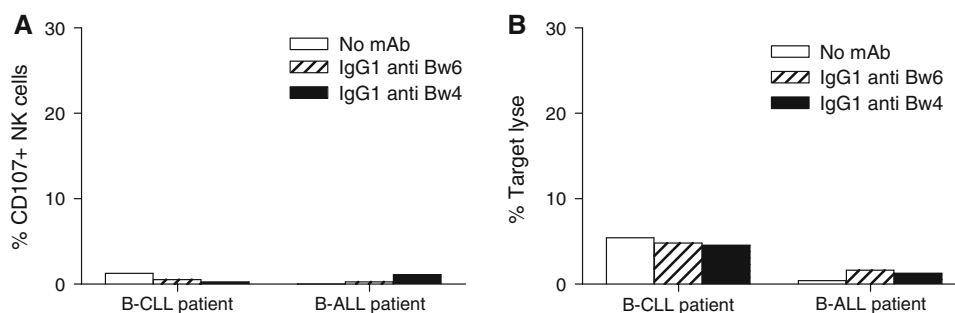 A
% CD107+ NK cells
30
20
10
0
No mAb
IgG1 anti Bw6
IgG1 anti Bw4
B-CLL patient
B-ALL patient
B
% Target lyse
30
20
10
0
No mAb
IgG1 anti Bw6
IgG1 anti Bw4
B-CLL patient
B-ALL patient